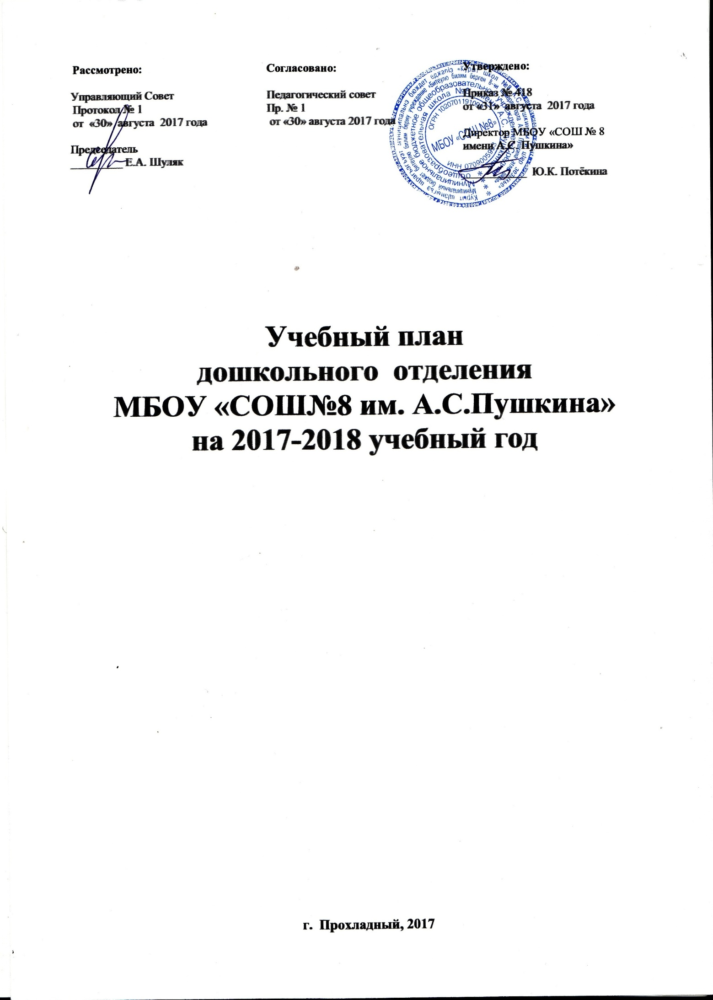 Рассмотрено:
Управляющий Совет
Протокол № 1
от «30» августа 2017 года
Председатель
_________Е.А. Шуляк
Согласовано:
Педагогический совет
Пр. № 1
от «30» августа 2017 года
Утверждено:
Приказ № 418
от «31» августа 2017 года
Директор МБОУ «СОШ № 8
имени А.С. Пушкина»
___________ Ю.К. Потёкина
МБОУ «СОШ №8»
Учебный план
дошкольного отделения
МБОУ «СОШ№8 им. А.С.Пушкина»
на 2017-2018 учебный год
г. Прохладный, 2017